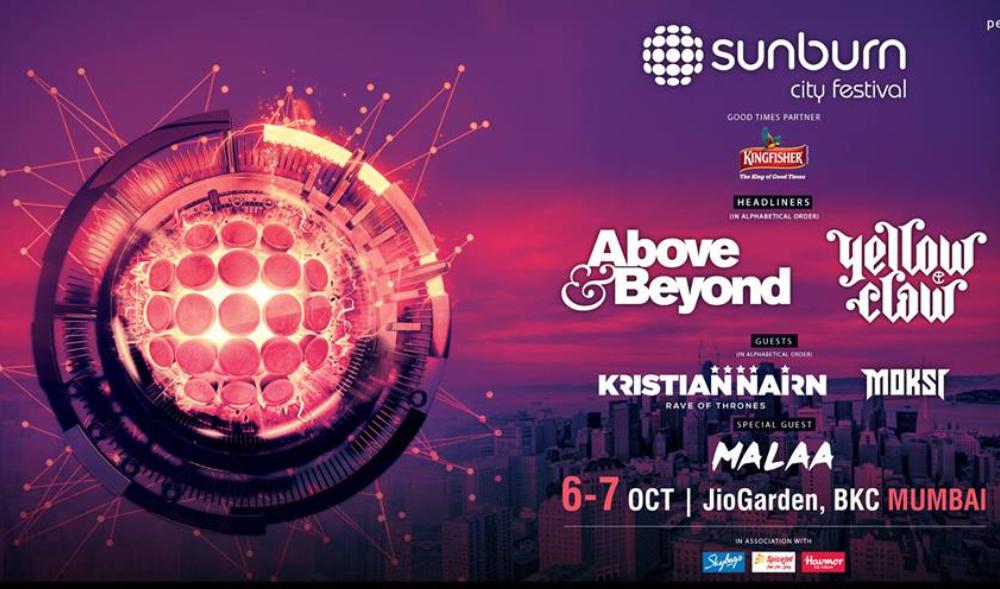 pe
sunburn
city festival
GOOD TIMES PARTNER
KINGFISHER
The King of Good Times
HEADLINERS
(IN ALPHABETICAL ORDER)
Above
&Beyond
yellow
claw
GUESTS
(IN ALPHABETICAL ORDER)
KRISTIAN NAIRN
RAVE OF THRONES
MOKSI
SPECIAL GUEST
MALAA
6-7 OCT | JioGarden, BKC MUMBAI
IN ASSOCIATION WITH
Skybags
Spicejet
Havmor